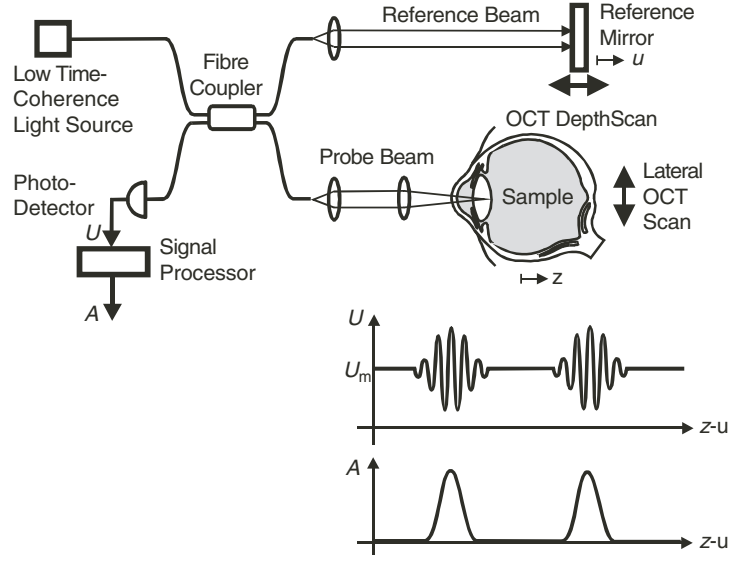 Reference Beam
Reference
Mirror
u
Fibre
Coupler
Low Time-
Coherence
Light Source
OCT DepthScan
Probe Beam
Sample
Lateral
OCT
Scan
Photo-
Detector
U
Signal
Processor
z
A
U
Um
z-u
A
z-u